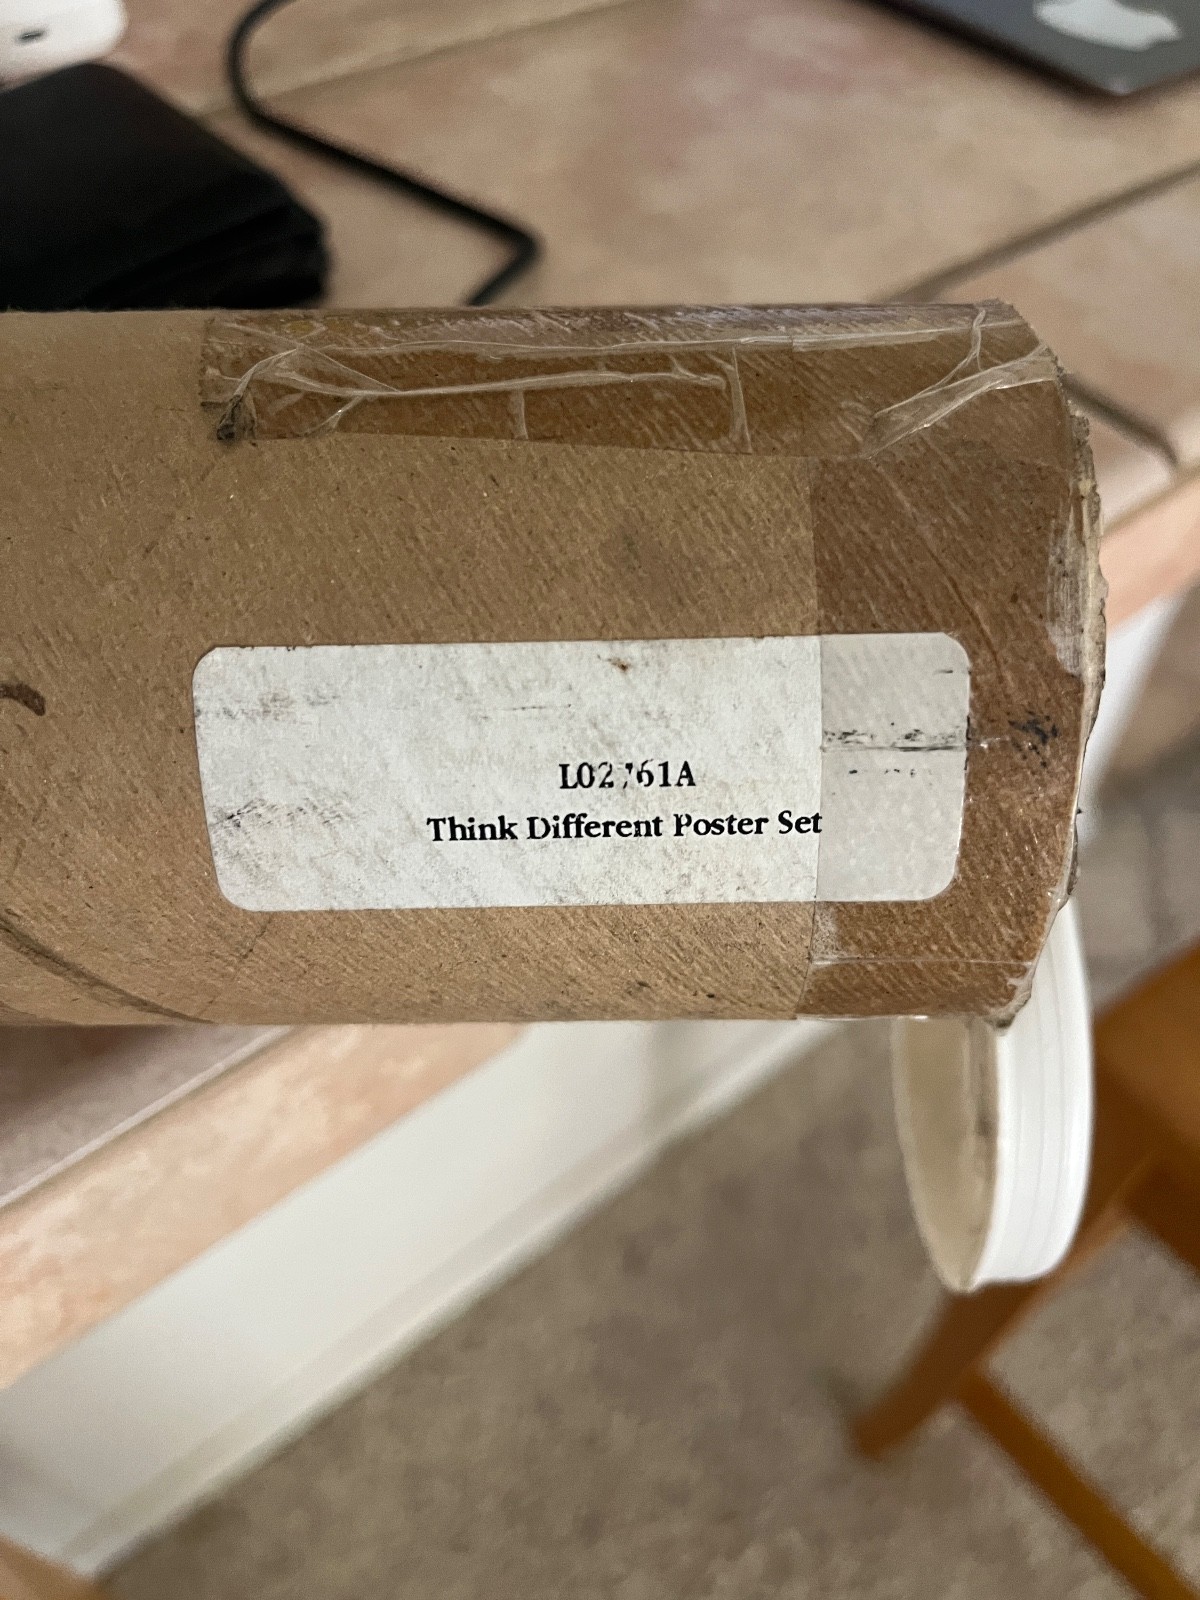 L02761A
Think Different Poster Set